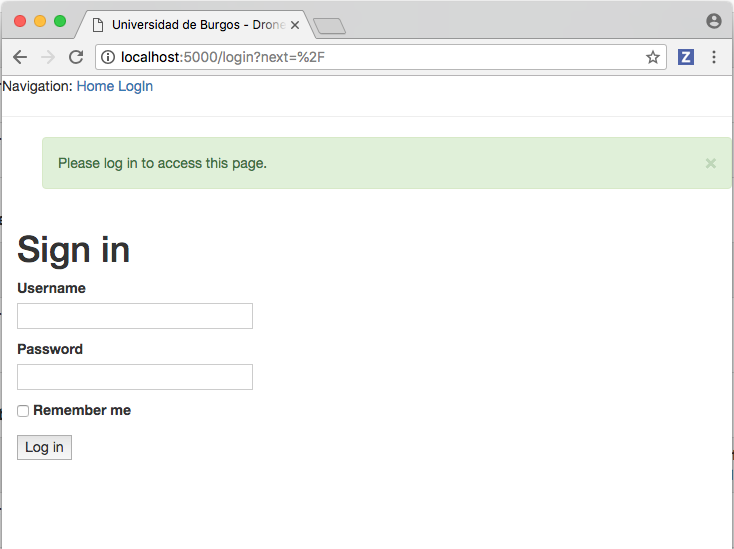 Universidad de Burgos - Drone
localhost:5000/login?next=%2F
Z
Navigation: Home LogIn
Please log in to access this page.
×
Sign in
Username
Password
Remember me
Log in